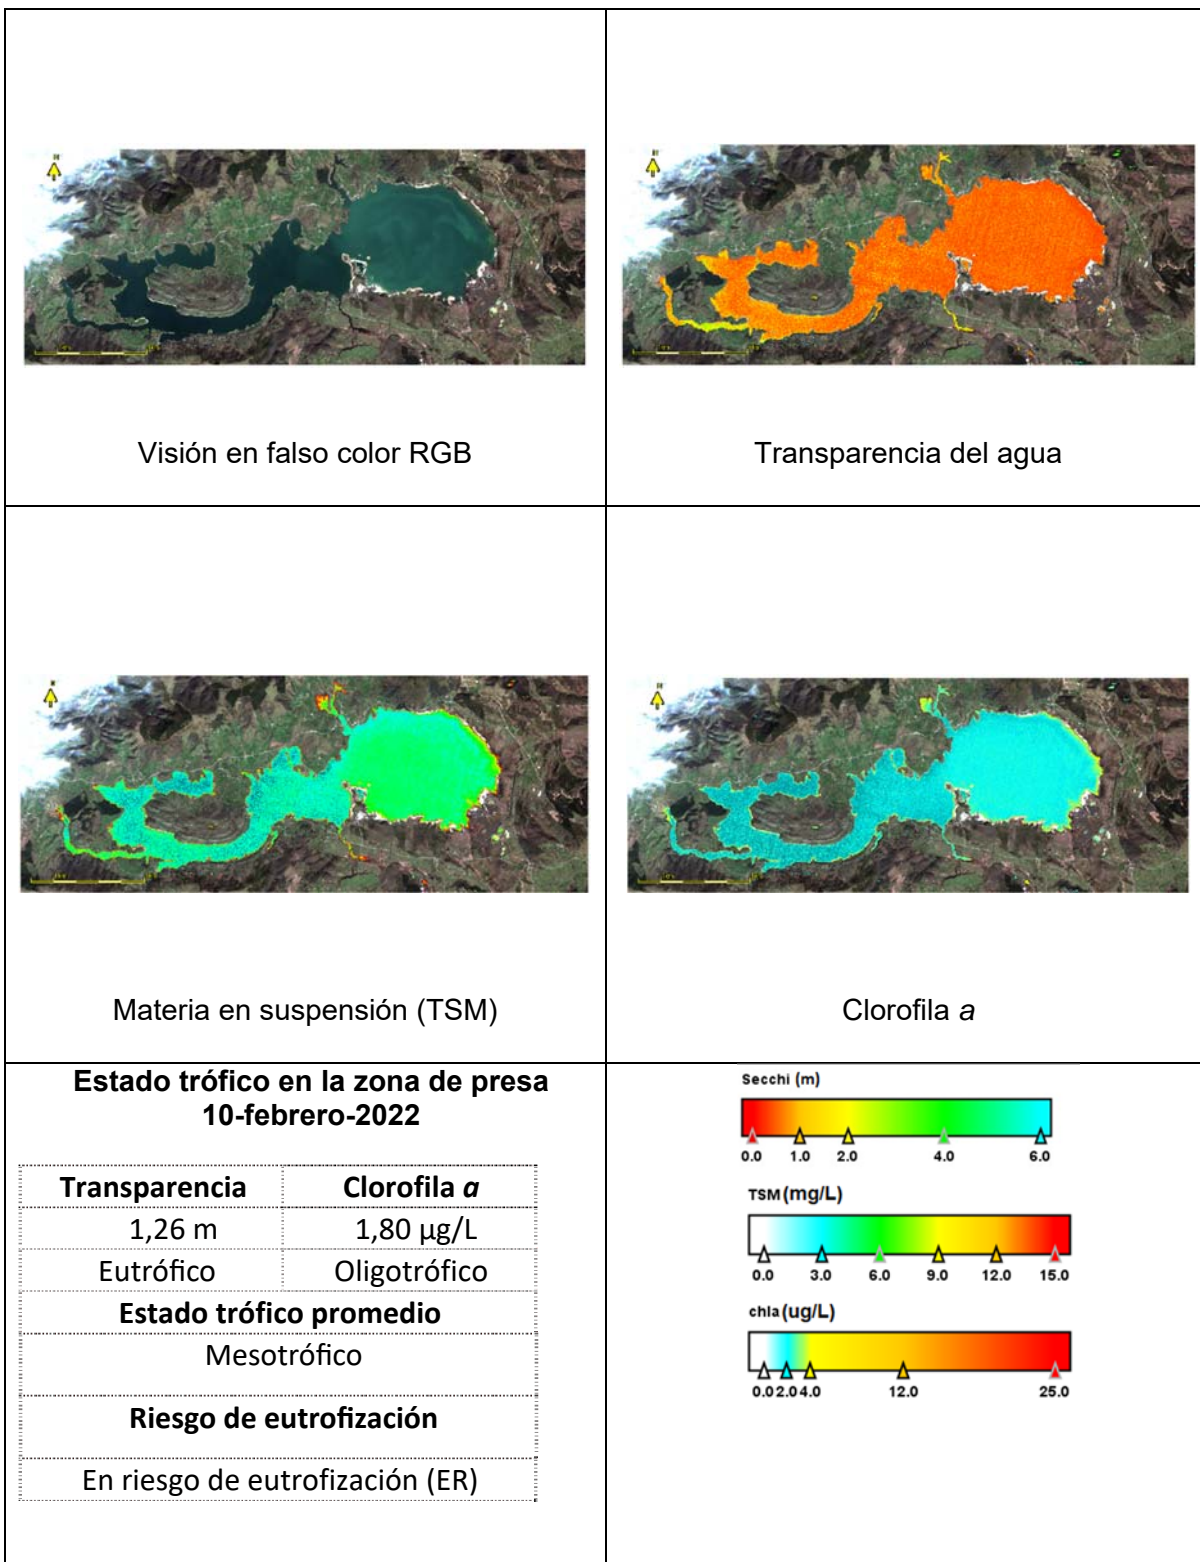 Visión en falso color RGB
Transparencia del agua
Materia en suspensión (TSM)
Clorofila a
Estado trófico en la zona de presa
10-febrero-2022
Transparencia Clorofila a
1,26 m 1,80 µg/L
Eutrófico Oligotrófico
Estado trófico promedio
Mesotrófico
Riesgo de eutrofización
En riesgo de eutrofización (ER)
Secchi (m)
0.0 1.0 2.0 4.0 6.0
TSM (mg/L)
0.0 3.0 6.0 9.0 12.0 15.0
chla (ug/L)
0.0 2.0 4.0 12.0 25.0